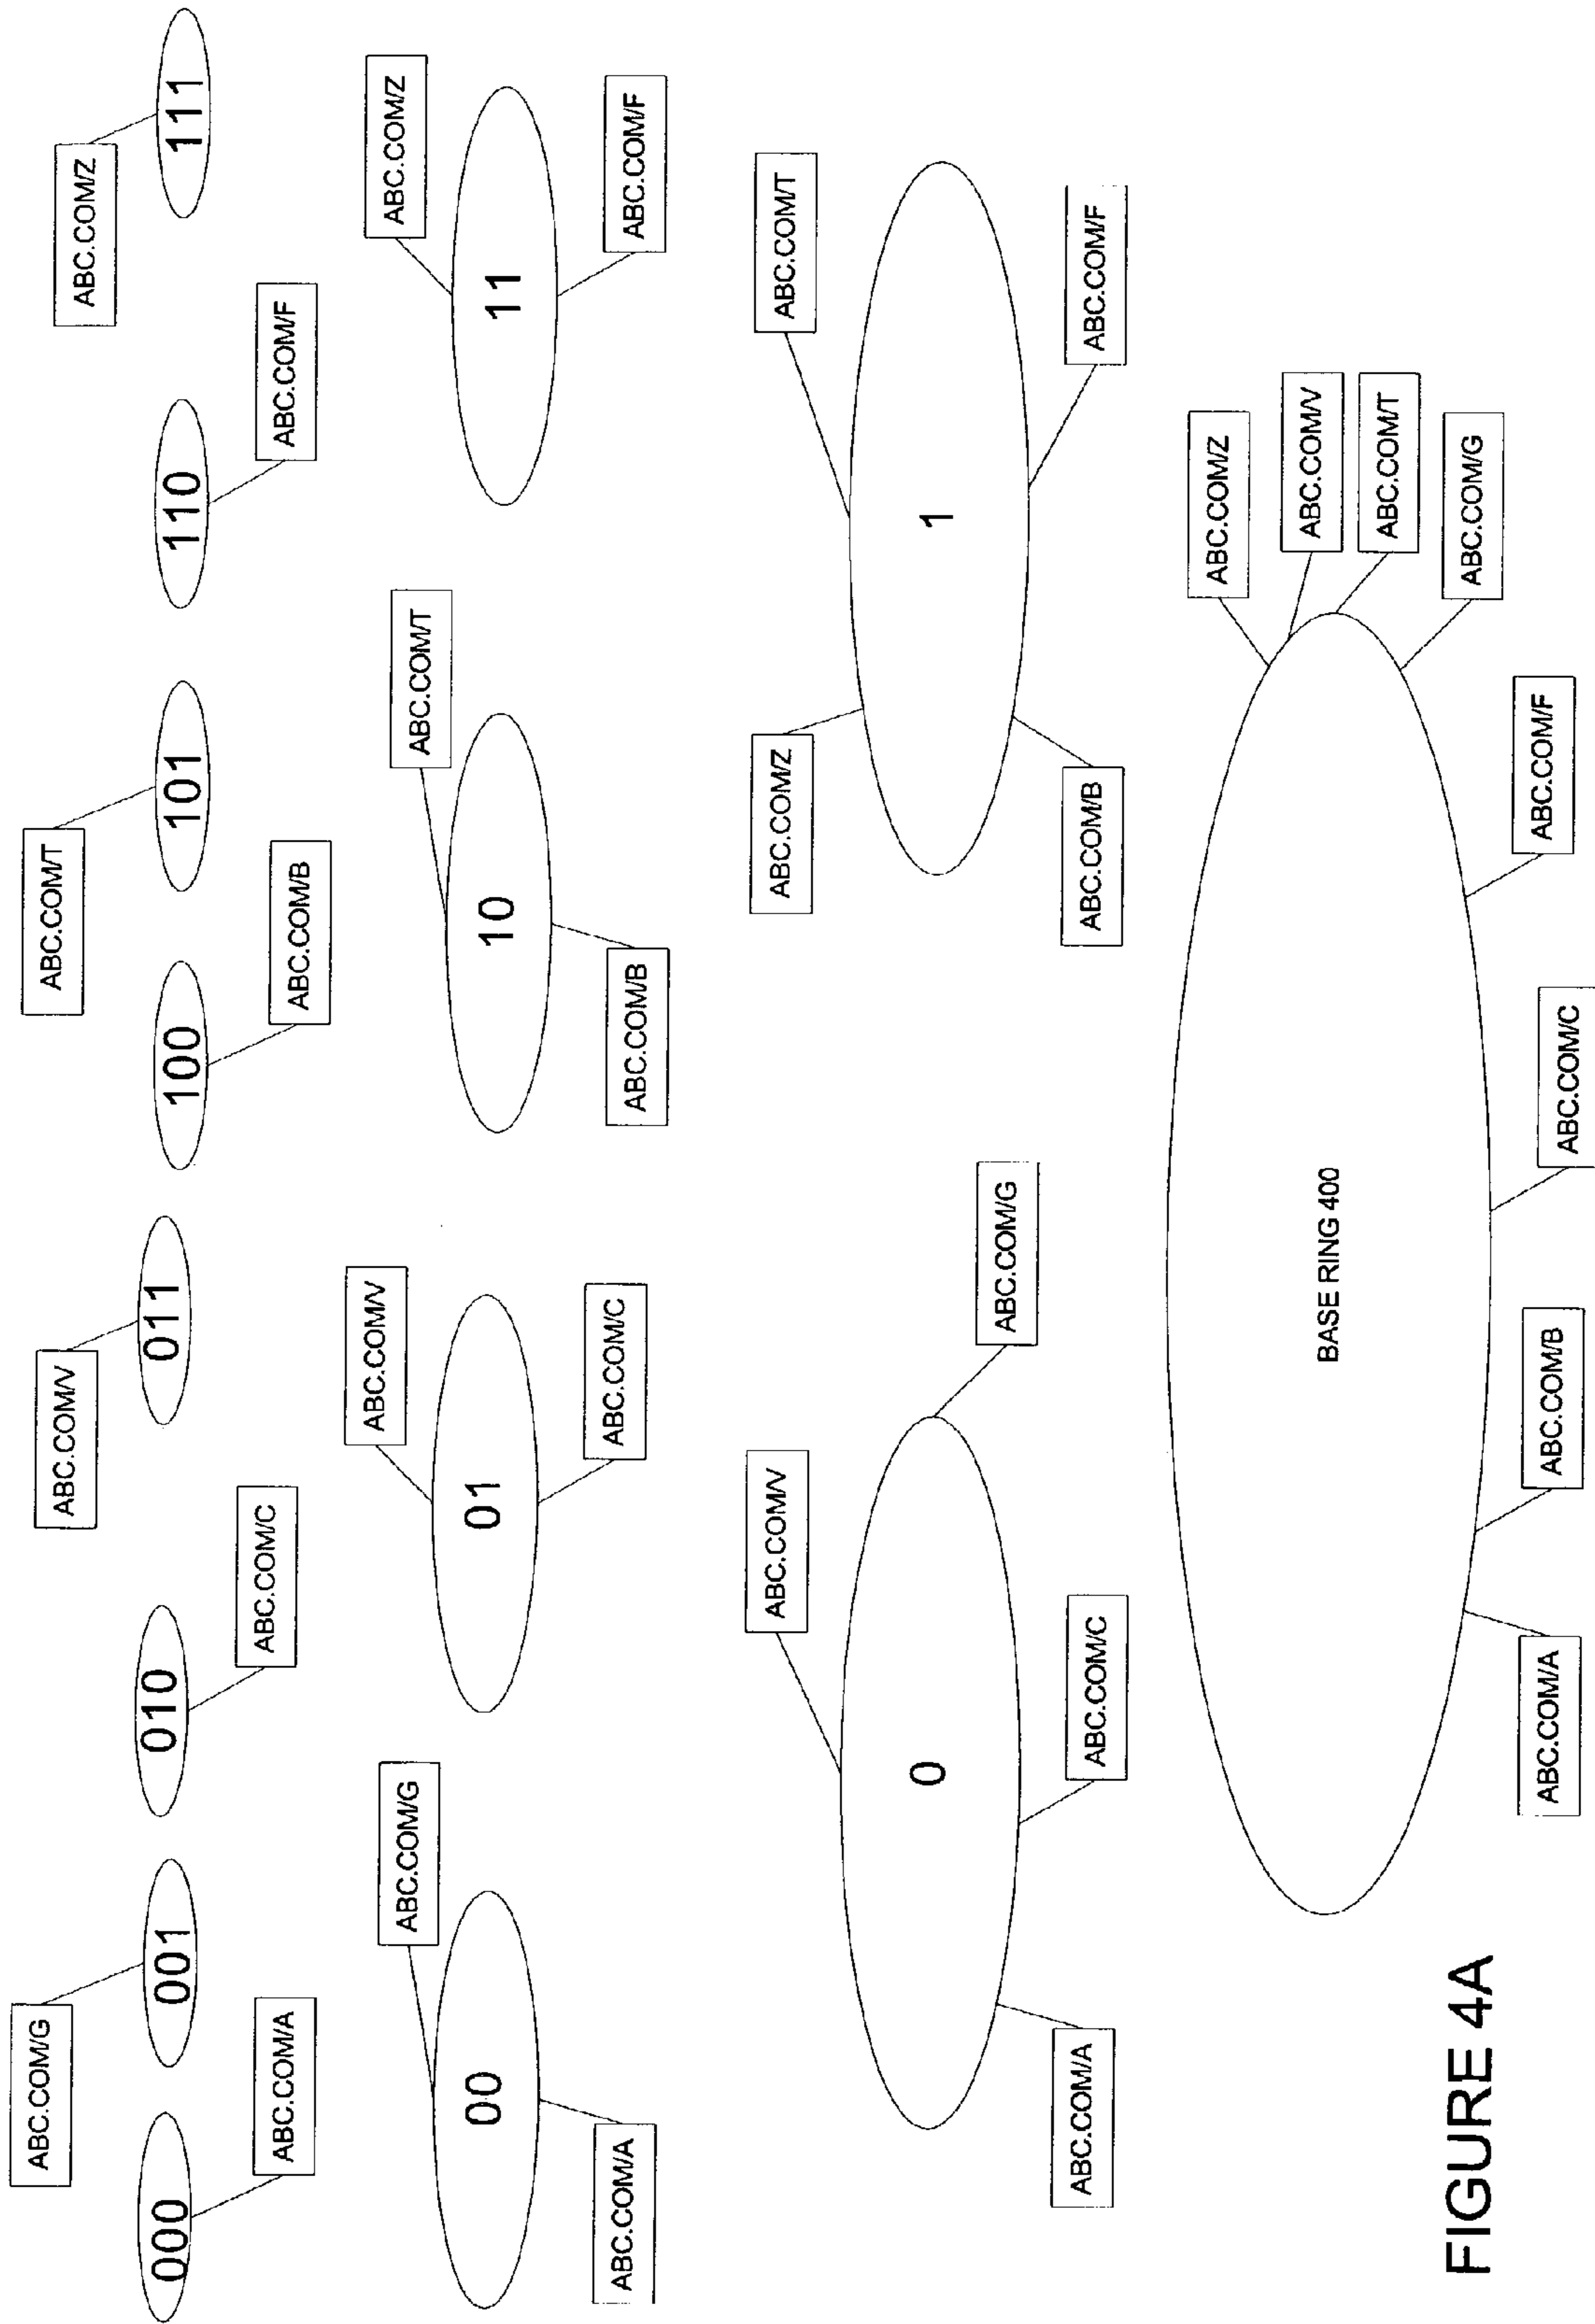 ABC.COM/G
ABC.COM/V
ABC.COM/T
ABC.COM/Z
000
001
010
011
100
101
110
111
ABC.COM/A
ABC.COM/C
ABC.COM/B
ABC.COM/F
ABC.COM/G
ABC.COM/V
ABC.COM/T
ABC.COM/Z
00
01
10
11
ABC.COM/A
ABC.COM/C
ABC.COM/B
ABC.COM/F
ABC.COM/V
ABC.COM/Z
ABC.COM/T
0
ABC.COM/G
1
ABC.COM/A
ABC.COM/C
ABC.COM/B
ABC.COM/F
ABC.COM/Z
ABC.COM/V
BASE RING 400
ABC.COM/T
ABC.COM/G
ABC.COM/A
ABC.COM/B
ABC.COM/C
ABC.COM/F
FIGURE 4A